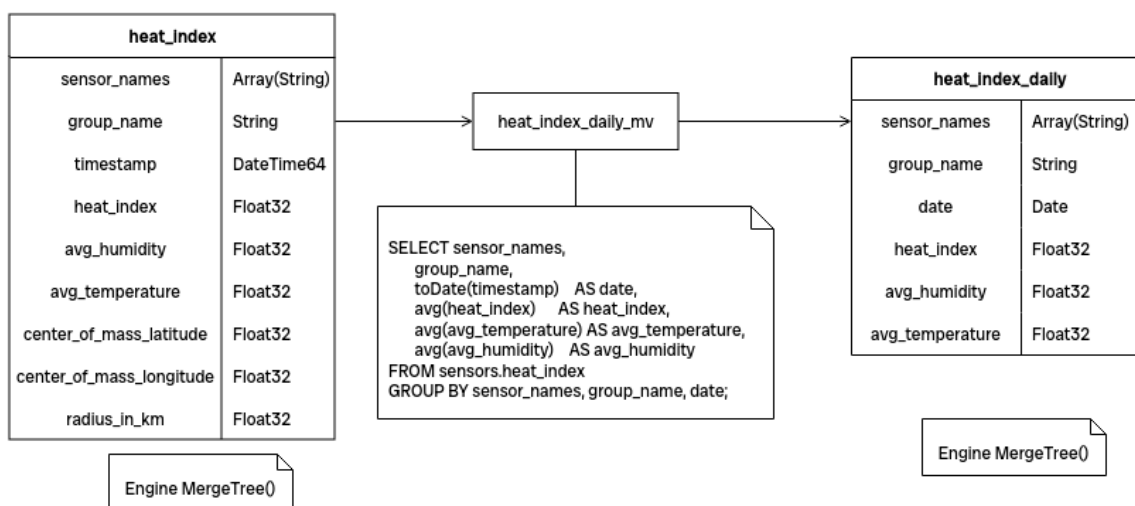 heat_index
sensor_names Array(String)
group_name String
timestamp DateTime64
heat_index Float32
avg_humidity Float32
avg_temperature Float32
center_of_mass_latitude Float32
center_of_mass_longitude Float32
radius_in_km Float32
Engine MergeTree()
heat_index_daily_mv
SELECT sensor_names,
group_name,
toDate(timestamp) AS date,
avg(heat_index) AS heat_index,
avg(avg_temperature) AS avg_temperature,
avg(avg_humidity) AS avg_humidity
FROM sensors.heat_index
GROUP BY sensor_names, group_name, date;
heat_index_daily
sensor_names Array(String)
group_name String
date Date
heat_index Float32
avg_humidity Float32
avg_temperature Float32
Engine MergeTree()